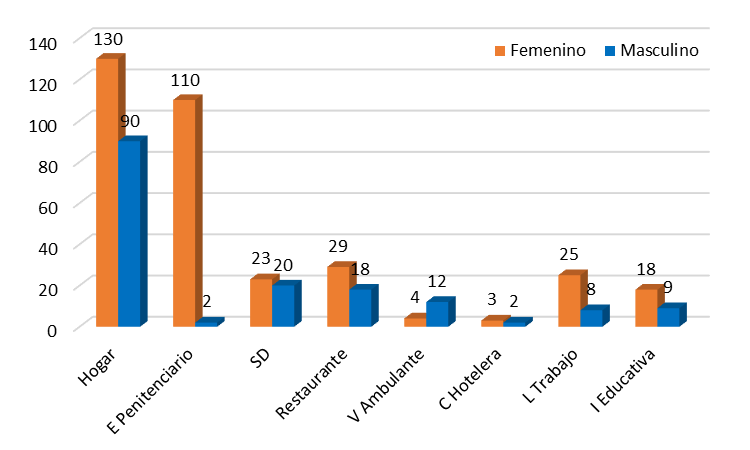 Femenino
Masculino
140
120
100
80
60
40
20
0
130
90
110
2
23
20
29
18
4
12
3
2
25
8
18
9
Hogar
E Penitenciario
SD
Restaurante
V Ambulante
C Hotelera
L Trabajo
I Educativa